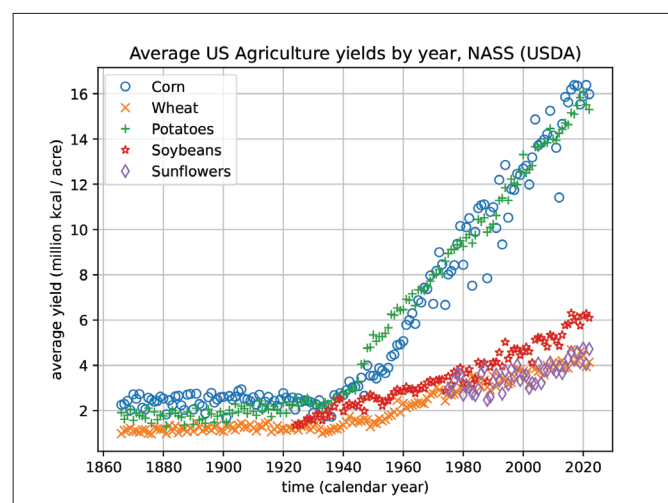 Average US Agriculture yields by year, NASS (USDA)
Corn
Wheat
Potatoes
Soybeans
Sunflowers
average yield (million kcal / acre)
16
14
12
10
8
6
4
2
1860 1880 1900 1920 1940 1960 1980 2000 2020
time (calendar year)